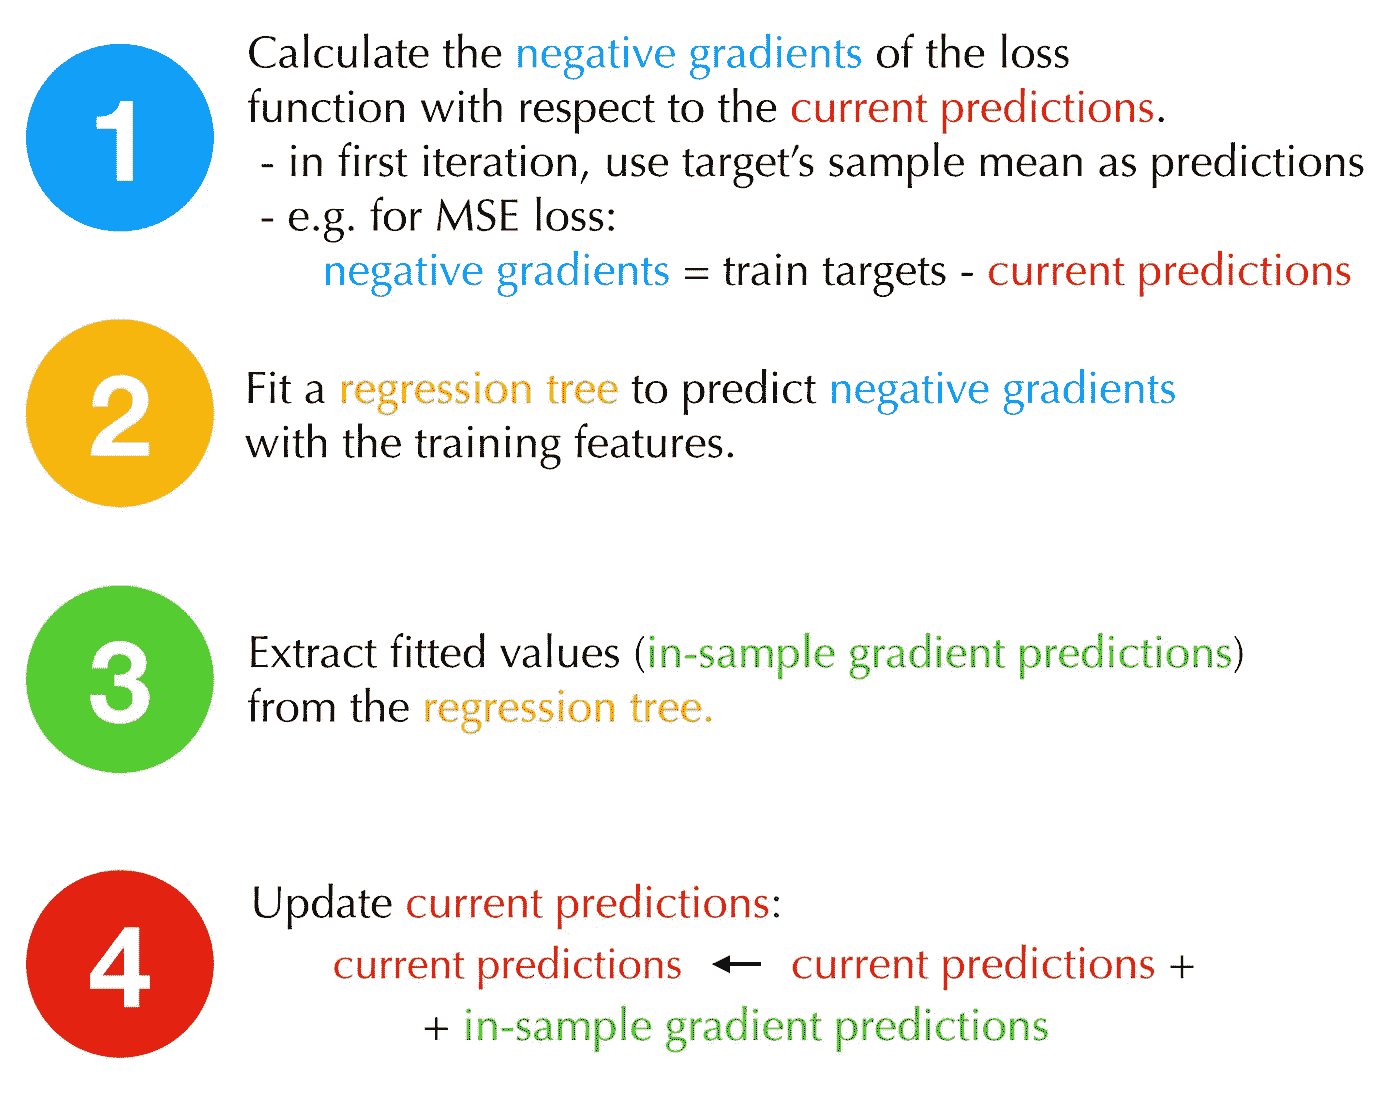 1
Calculate the negative gradients of the loss
function with respect to the current predictions.
- in first iteration, use target’s sample mean as predictions
- e.g. for MSE loss:
negative gradients = train targets - current predictions
2
Fit a regression tree to predict negative gradients
with the training features.
3
Extract fitted values (in-sample gradient predictions)
from the regression tree.
4
Update current predictions:
current predictions ← current predictions +
+ in-sample gradient predictions